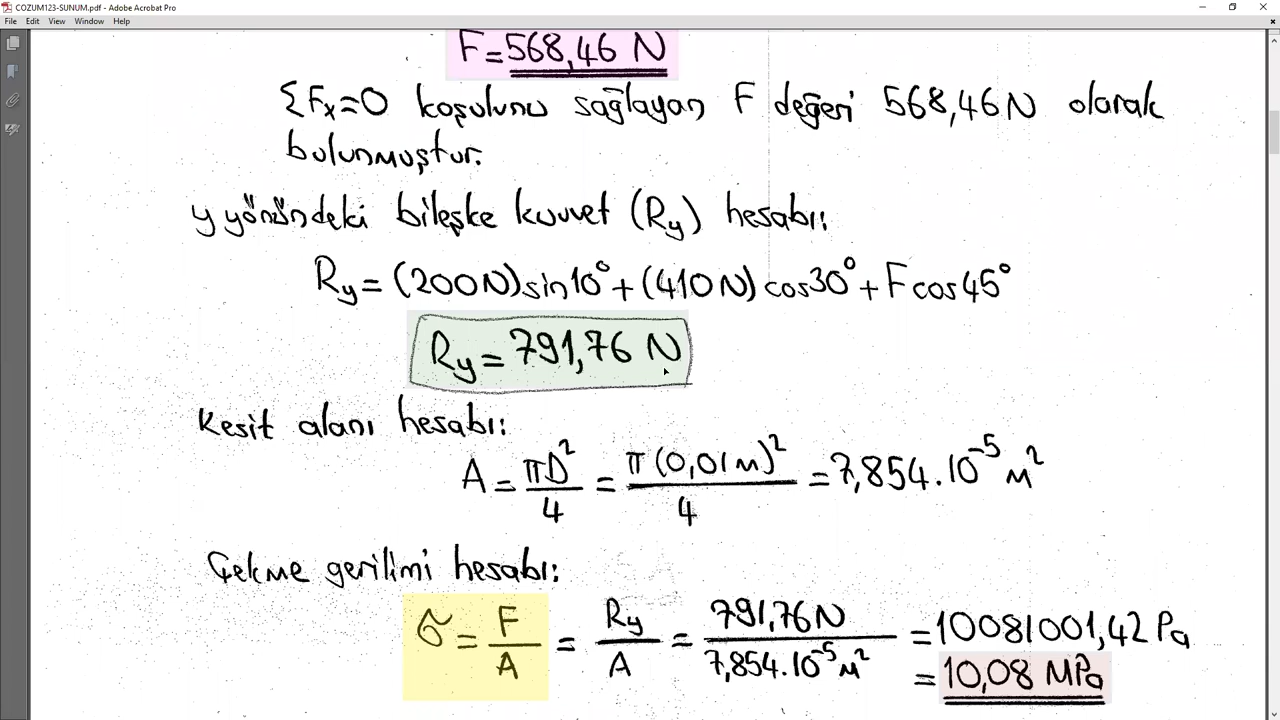 COZUM123-SUNUM.pdf - Adobe Acrobat Pro
File Edit View Window Help
F=568,46 N
ΣFx=0 koşulunu sağlayan F değeri 568,46N olarak
bulunmuştur.
y yönündeki bileşke kuvvet (Ry) hesabı:
Ry=(200N)sin10°+(410N)cos30°+Fcos45°
Ry=791,76 N
Kesit alanı hesabı:
A=πD²/4=π(0,01m)²/4=7,854.10⁻⁵m²
Çekme gerilimi hesabı:
σ=F/A=Ry/A=791,76N/7,854.10⁻⁵m²=10081001,42 Pa
=10,08 MPa